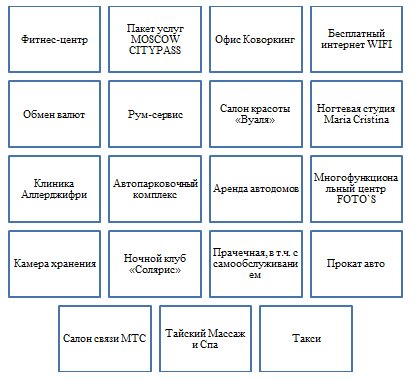 Фитнес-центр
Пакет услуг
MOSCOW
CITYPASS
Офис Коворкинг
Бесплатный
интернет WIFI
Обмен валют
Рум-сервис
Салон красоты
«Вуаля»
Ногтевая студия
Maria Cristina
Клиника
Аллерджифри
Автопарковочный
комплекс
Аренда автодомов
Многофункциона
льный центр
FOTO`S
Камера хранения
Ночной клуб
«Солярис»
Прачечная, в т.ч. с
самообслуживани
ем
Прокат авто
Салон связи МТС
Тайский Массаж
и Спа
Такси